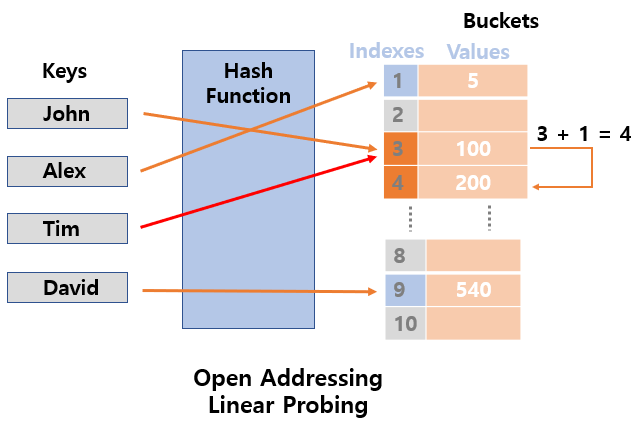 Buckets
Indexes Values
Keys
Hash
Function
John
Alex
Tim
David
1 5
2
3 100
4 200
3 + 1 = 4
8
9 540
10
Open Addressing
Linear Probing